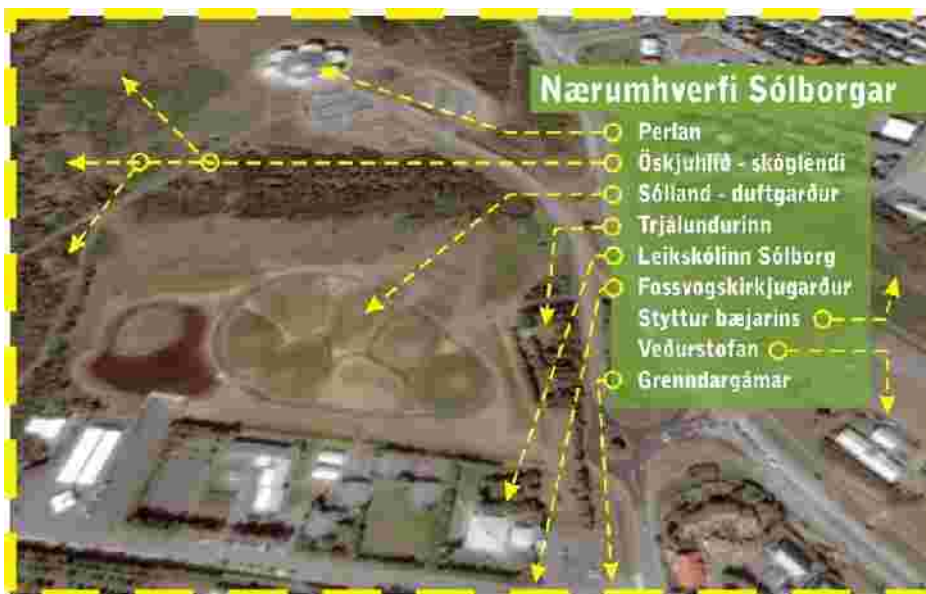 Nærumhverfi Sólborgar
Perlan
Öskjuhlíð - skóglendi
Sólland - duftgarður
Trjálundurinn
Leikskólinn Sólborg
Fossvogskirkjugarður
Styttur bæjarins
Veðurstofan
Grenndargámar